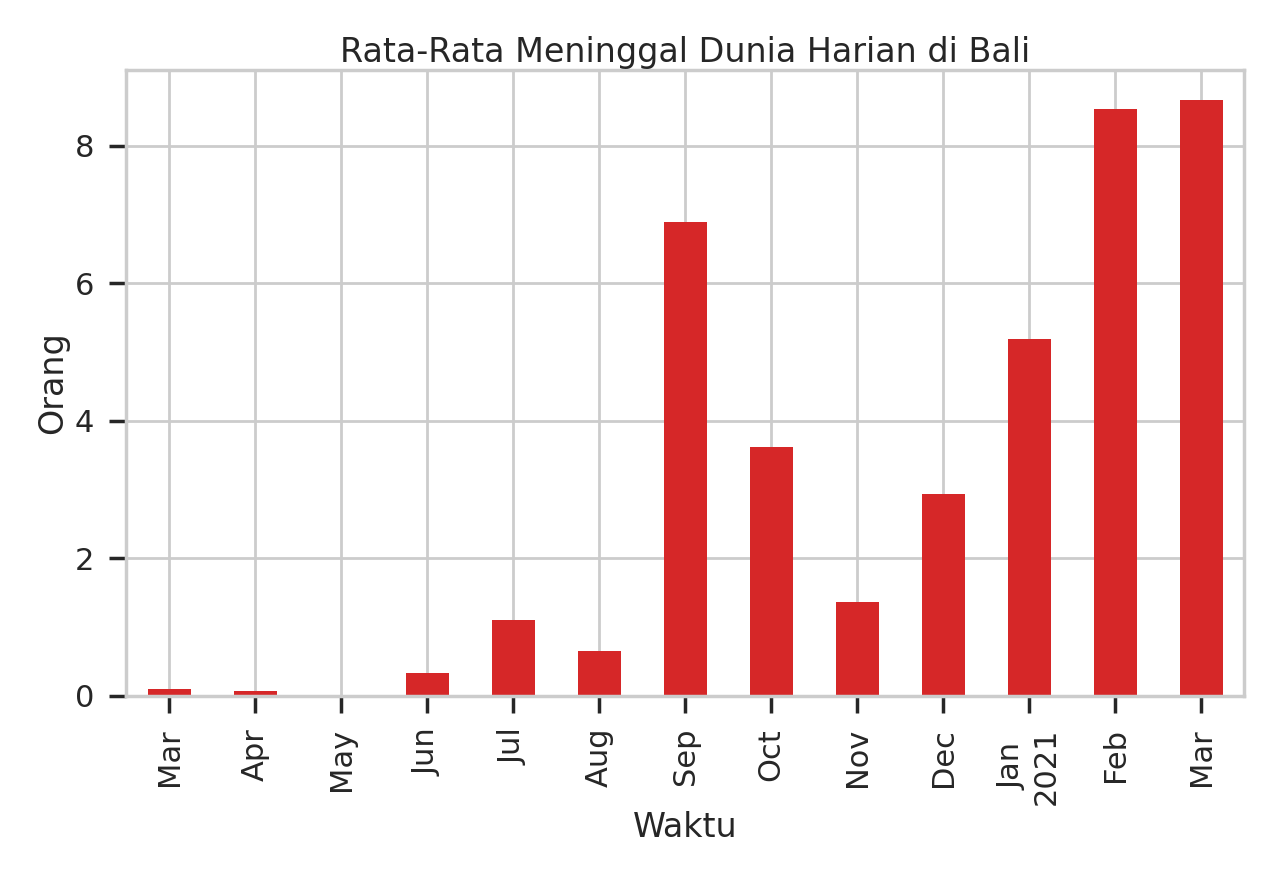 Rata-Rata Meninggal Dunia Harian di Bali
Orang
8
6
4
2
0
Mar
Apr
May
Jun
Jul
Aug
Sep
Oct
Nov
Dec
Jan
2021
Feb
Mar
Waktu